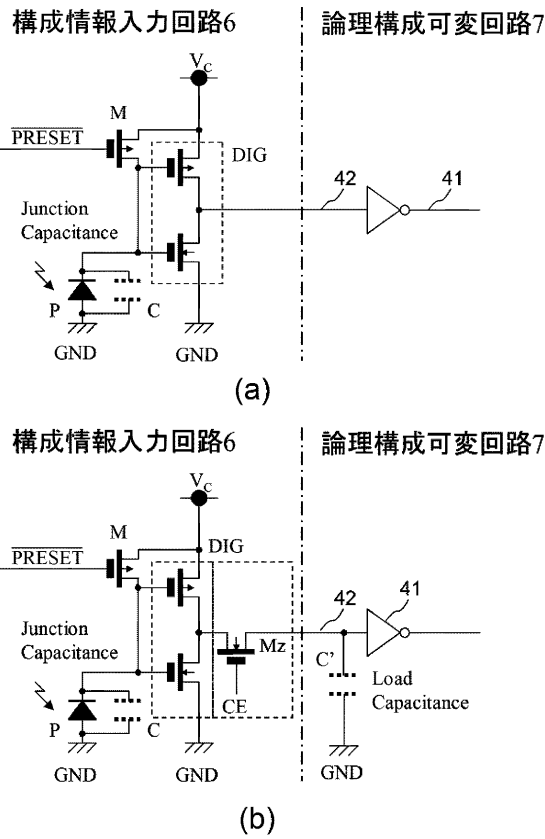 構成情報入力回路6
論理構成可変回路7
VC
M
PRESET
DIG
42
41
Junction
Capacitance
P
C
GND
GND
(a)
構成情報入力回路6
論理構成可変回路7
VC
M
DIG
PRESET
42
41
Mz
C'
Junction
Capacitance
Load
Capacitance
CE
P
C
GND
GND
GND
(b)